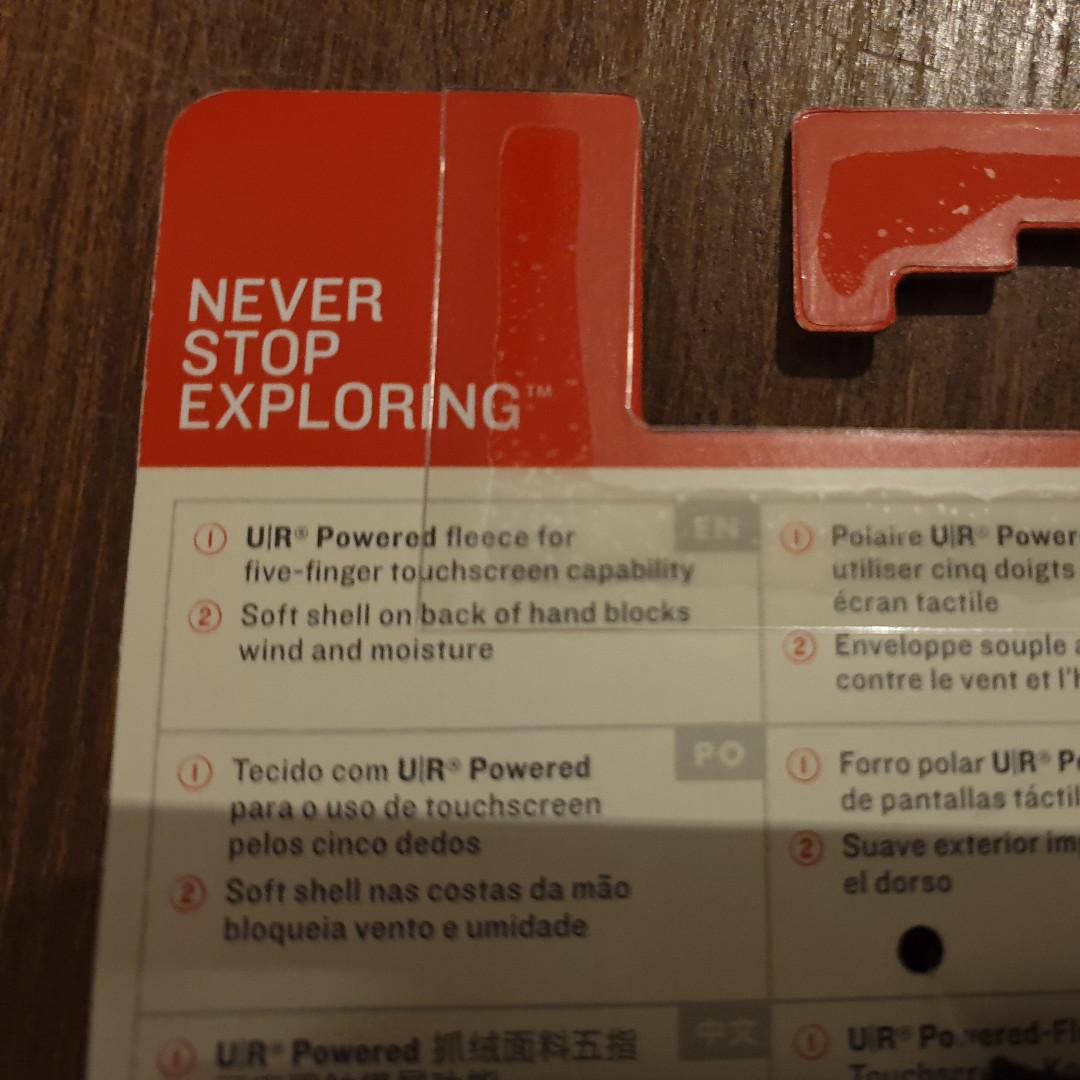 NEVER
STOP
EXPLORING™
EN
① U|R® Powered fleece for
five-finger touchscreen capability
② Soft shell on back of hand blocks
wind and moisture
① Polaire U|R® Power
utiliser cinq doigts
écran tactile
② Enveloppe souple
contre le vent et l'h
PO
① Tecido com U|R® Powered
para o uso de touchscreen
pelos cinco dedos
② Soft shell nas costas da mão
bloqueia vento e umidade
① Forro polar U|R® P
de pantallas táctil
② Suave exterior im
el dorso
中文
① U|R® Powered 抓绒面料五指
① U|R® Powered-Fl